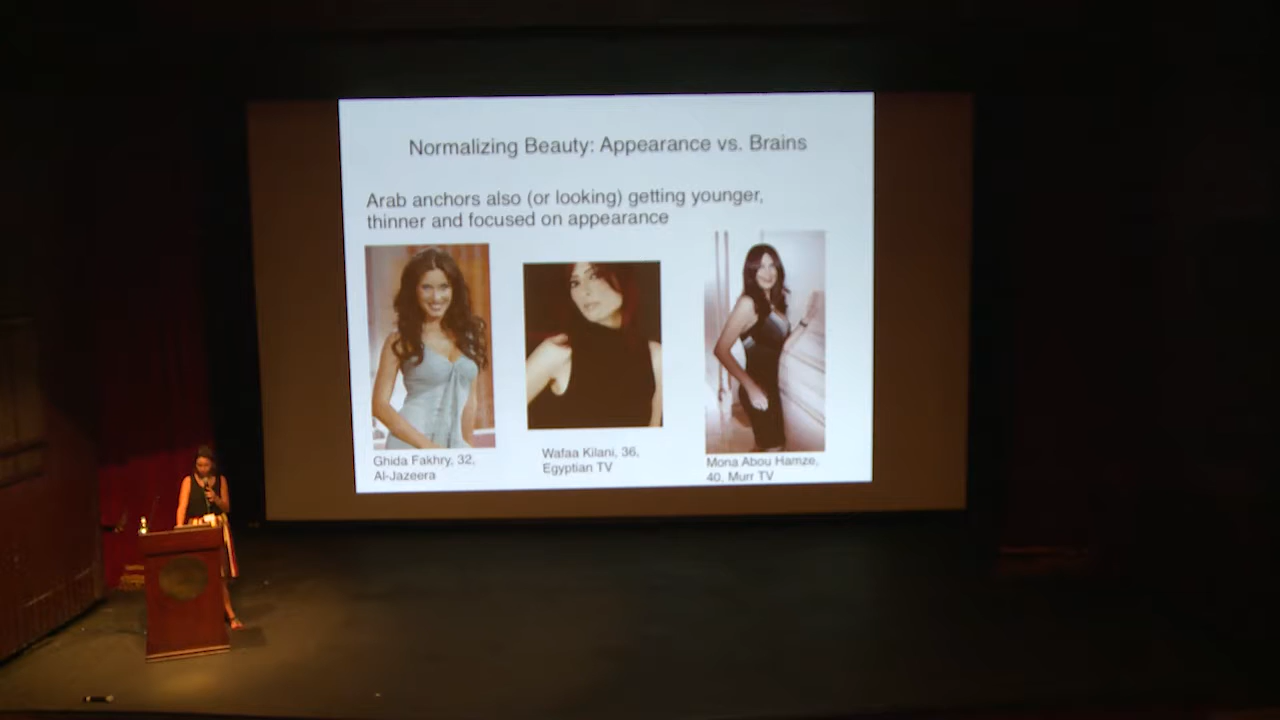 Normalizing Beauty: Appearance vs. Brains
Arab anchors also (or looking) getting younger,
thinner and focused on appearance
Ghida Fakhry, 32,
Al-Jazeera
Wafaa Kilani, 36,
Egyptian TV
Mona Abou Hamze,
40, Murr TV